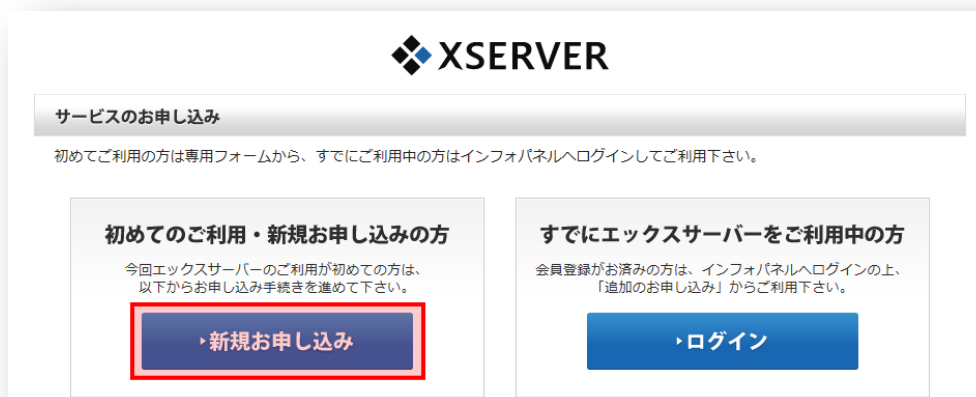 XSERVER
サービスのお申し込み
初めてご利用の方は専用フォームから、すでにご利用中の方はインフォパネルへログインしてご利用下さい。
初めてのご利用・新規お申し込みの方
今回エックスサーバーのご利用が初めての方は、
以下からお申し込み手続きを進めて下さい。
新規お申し込み
すでにエックスサーバーをご利用中の方
会員登録がお済みの方は、インフォパネルへログインの上、
「追加のお申し込み」からご利用下さい。
ログイン